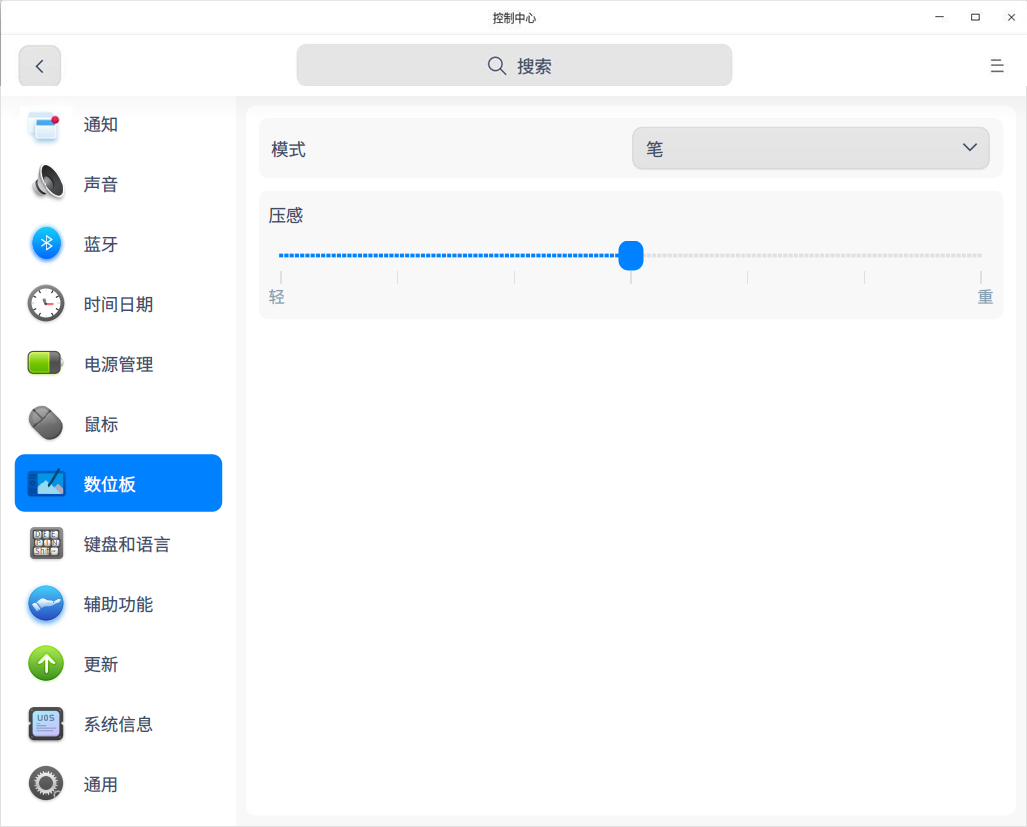 控制中心
搜索
通知
声音
蓝牙
时间日期
电源管理
鼠标
数位板
键盘和语言
辅助功能
更新
UOS
系统信息
通用
模式
笔
压感
轻
重